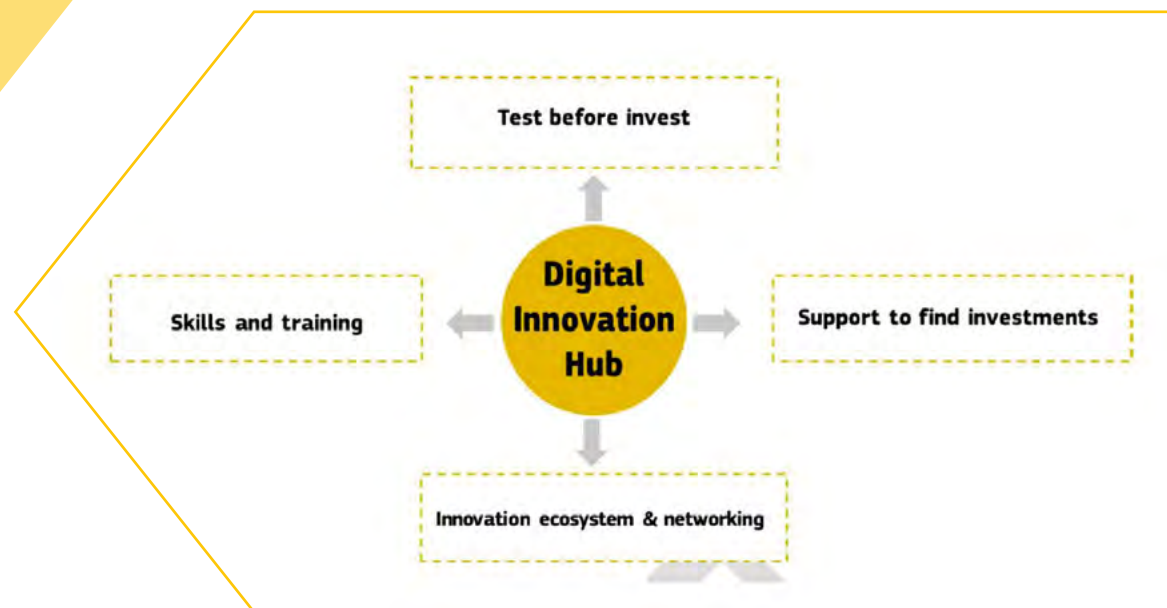 Test before invest
Digital
Innovation
Hub
Skills and training
Support to find investments
Innovation ecosystem & networking